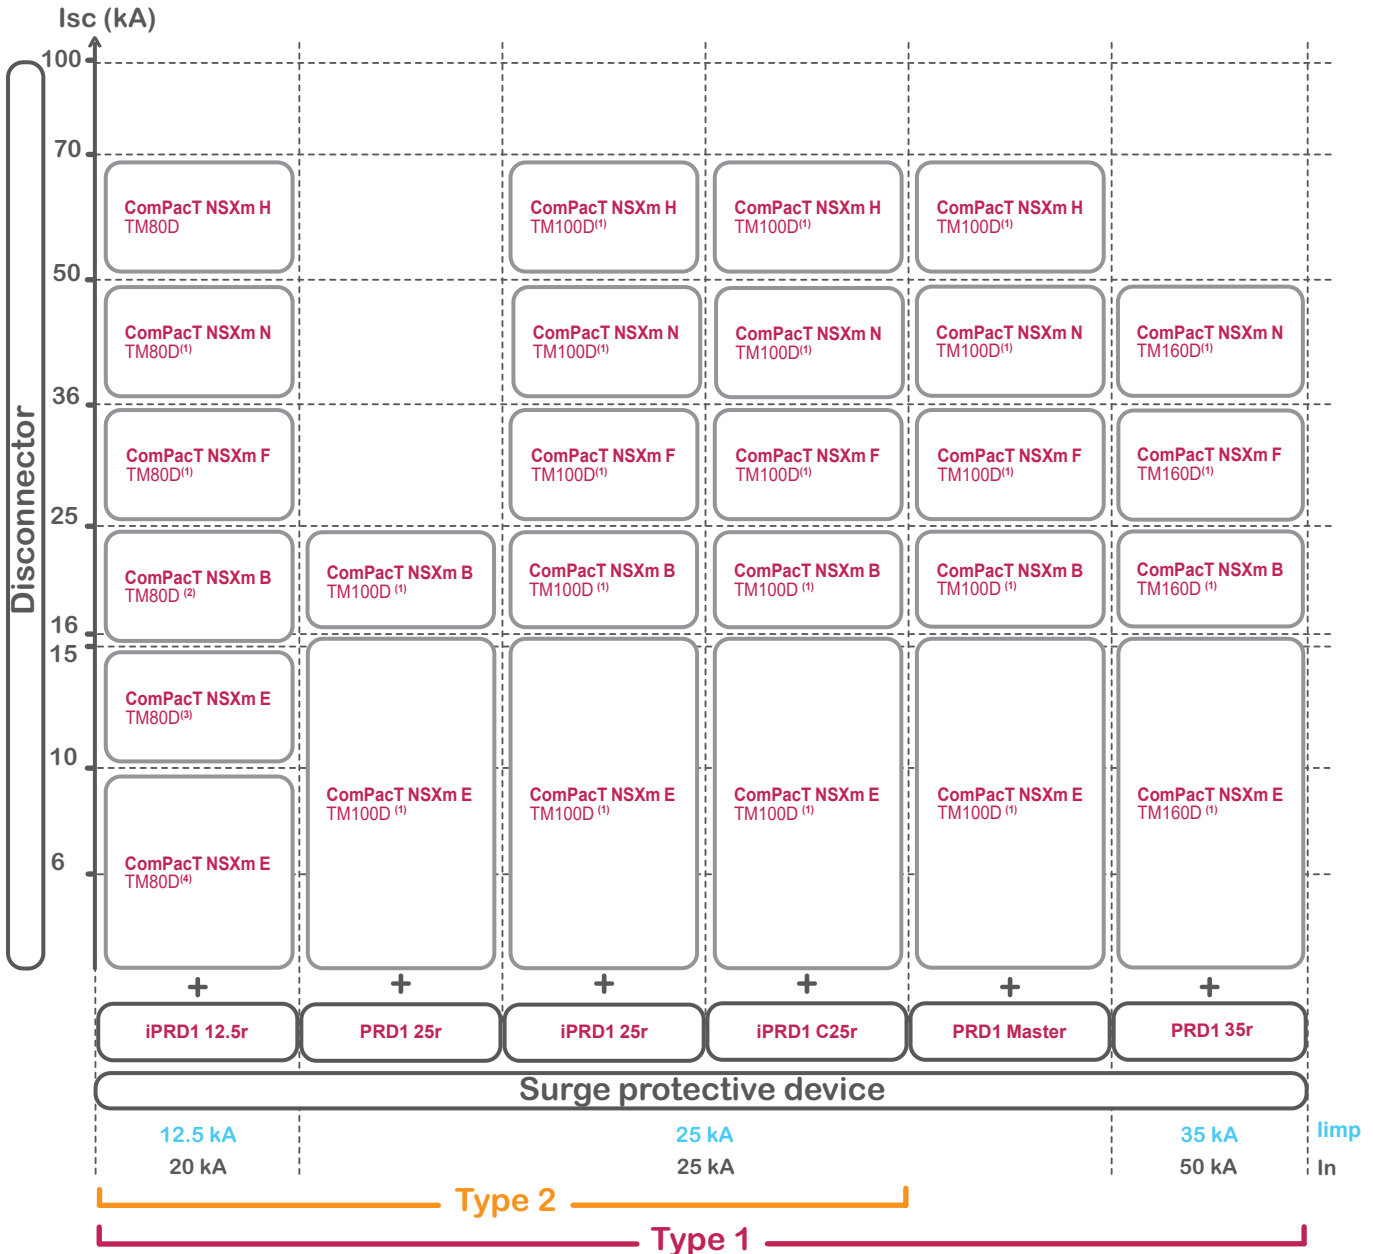 Isc (kA)
100
70
ComPacT NSXm H
TM80D
ComPacT NSXm H
TM100D(1)
ComPacT NSXm H
TM100D(1)
ComPacT NSXm H
TM100D(1)
50
ComPacT NSXm N
TM80D(1)
ComPacT NSXm N
TM100D(1)
ComPacT NSXm N
TM100D(1)
ComPacT NSXm N
TM100D(1)
ComPacT NSXm N
TM160D(1)
36
Disconnector
ComPacT NSXm F
TM80D(1)
ComPacT NSXm F
TM100D(1)
ComPacT NSXm F
TM100D(1)
ComPacT NSXm F
TM100D(1)
ComPacT NSXm F
TM160D(1)
25
ComPacT NSXm B
TM80D (2)
ComPacT NSXm B
TM100D (1)
ComPacT NSXm B
TM100D (1)
ComPacT NSXm B
TM100D (1)
ComPacT NSXm B
TM100D (1)
ComPacT NSXm B
TM160D (1)
16
15
ComPacT NSXm E
TM80D(3)
10
ComPacT NSXm E
TM100D (1)
ComPacT NSXm E
TM100D (1)
ComPacT NSXm E
TM100D (1)
ComPacT NSXm E
TM100D (1)
ComPacT NSXm E
TM160D (1)
6
ComPacT NSXm E
TM80D(4)
+ + + + + +
iPRD1 12.5r
PRD1 25r
iPRD1 25r
iPRD1 C25r
PRD1 Master
PRD1 35r
Surge protective device
12.5 kA 25 kA 35 kA Iimp
20 kA 25 kA 50 kA In
Type 2
Type 1